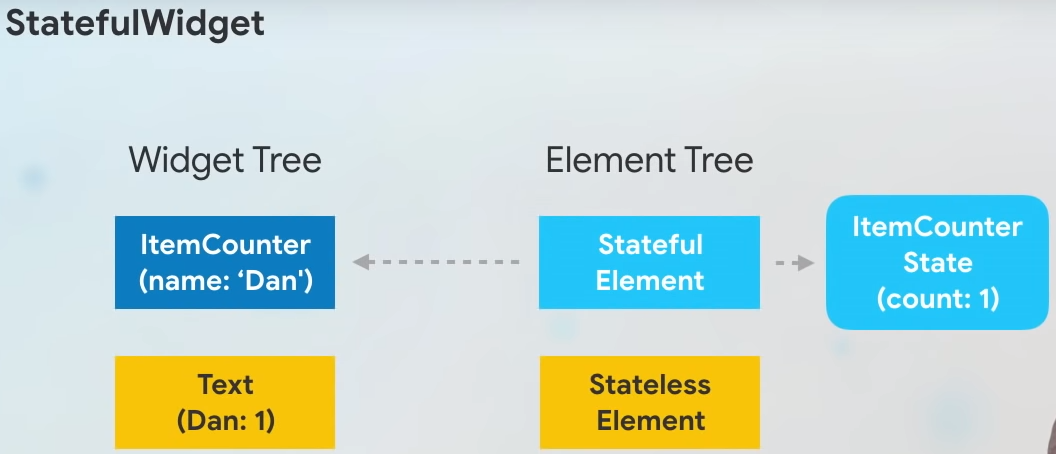 StatefulWidget
Widget Tree
Element Tree
ItemCounter
(name: ‘Dan')
Stateful
Element
ItemCounter
State
(count: 1)
Text
(Dan: 1)
Stateless
Element